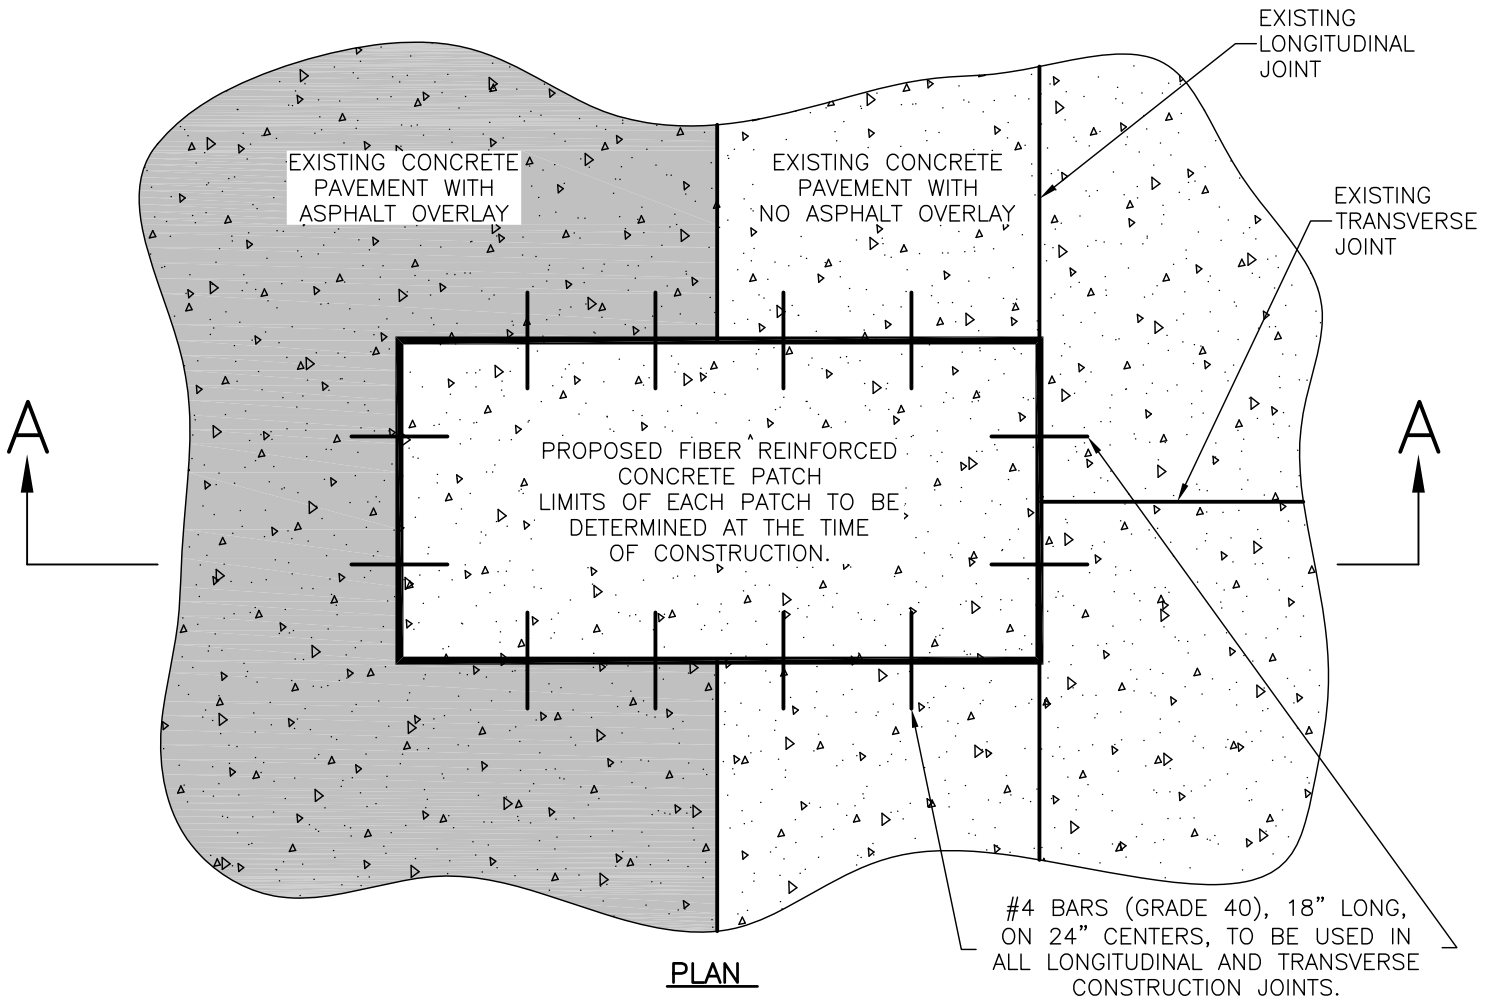 EXISTING
LONGITUDINAL
JOINT
EXISTING CONCRETE
PAVEMENT WITH
ASPHALT OVERLAY
EXISTING CONCRETE
PAVEMENT WITH
NO ASPHALT OVERLAY
EXISTING
TRANSVERSE
JOINT
A
A
PROPOSED FIBER REINFORCED
CONCRETE PATCH
LIMITS OF EACH PATCH TO BE
DETERMINED AT THE TIME
OF CONSTRUCTION.
#4 BARS (GRADE 40), 18" LONG,
ON 24" CENTERS, TO BE USED IN
ALL LONGITUDINAL AND TRANSVERSE
CONSTRUCTION JOINTS.
PLAN